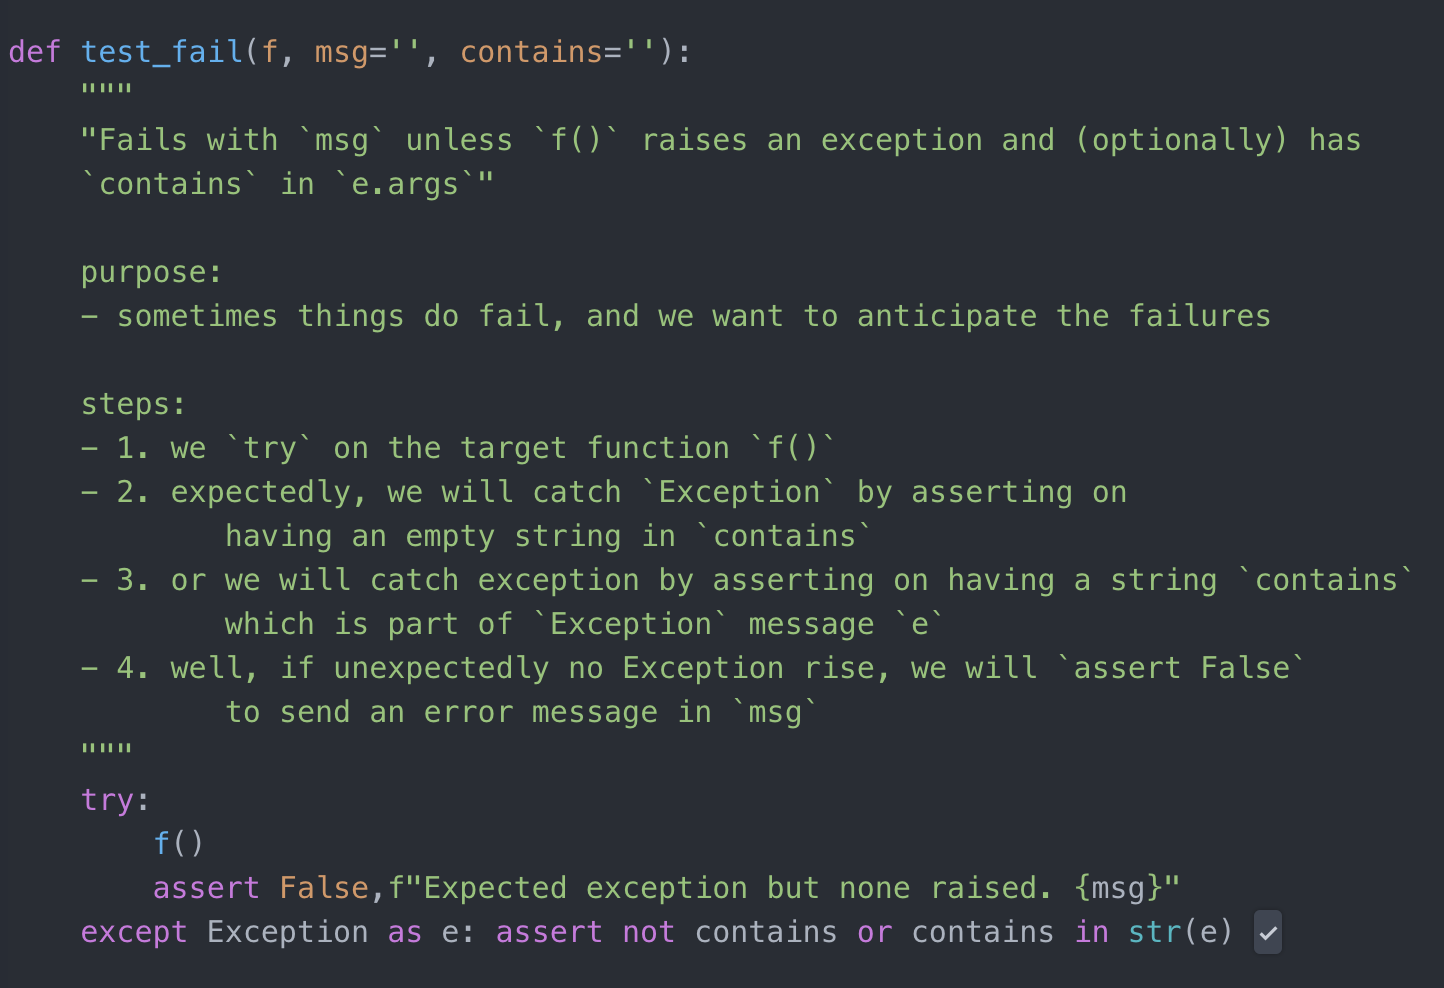 def test_fail(f, msg='', contains=''):
    """
    "Fails with `msg` unless `f()` raises an exception and (optionally) has
    `contains` in `e.args`"

    purpose:
    - sometimes things do fail, and we want to anticipate the failures

    steps:
    - 1. we `try` on the target function `f()`
    - 2. expectedly, we will catch `Exception` by asserting on
            having an empty string in `contains`
    - 3. or we will catch exception by asserting on having a string `contains`
            which is part of `Exception` message `e`
    - 4. well, if unexpectedly no Exception rise, we will `assert False`
            to send an error message in `msg`
    """
    try:
        f()
        assert False,f"Expected exception but none raised. {msg}"
    except Exception as e: assert not contains or contains in str(e)